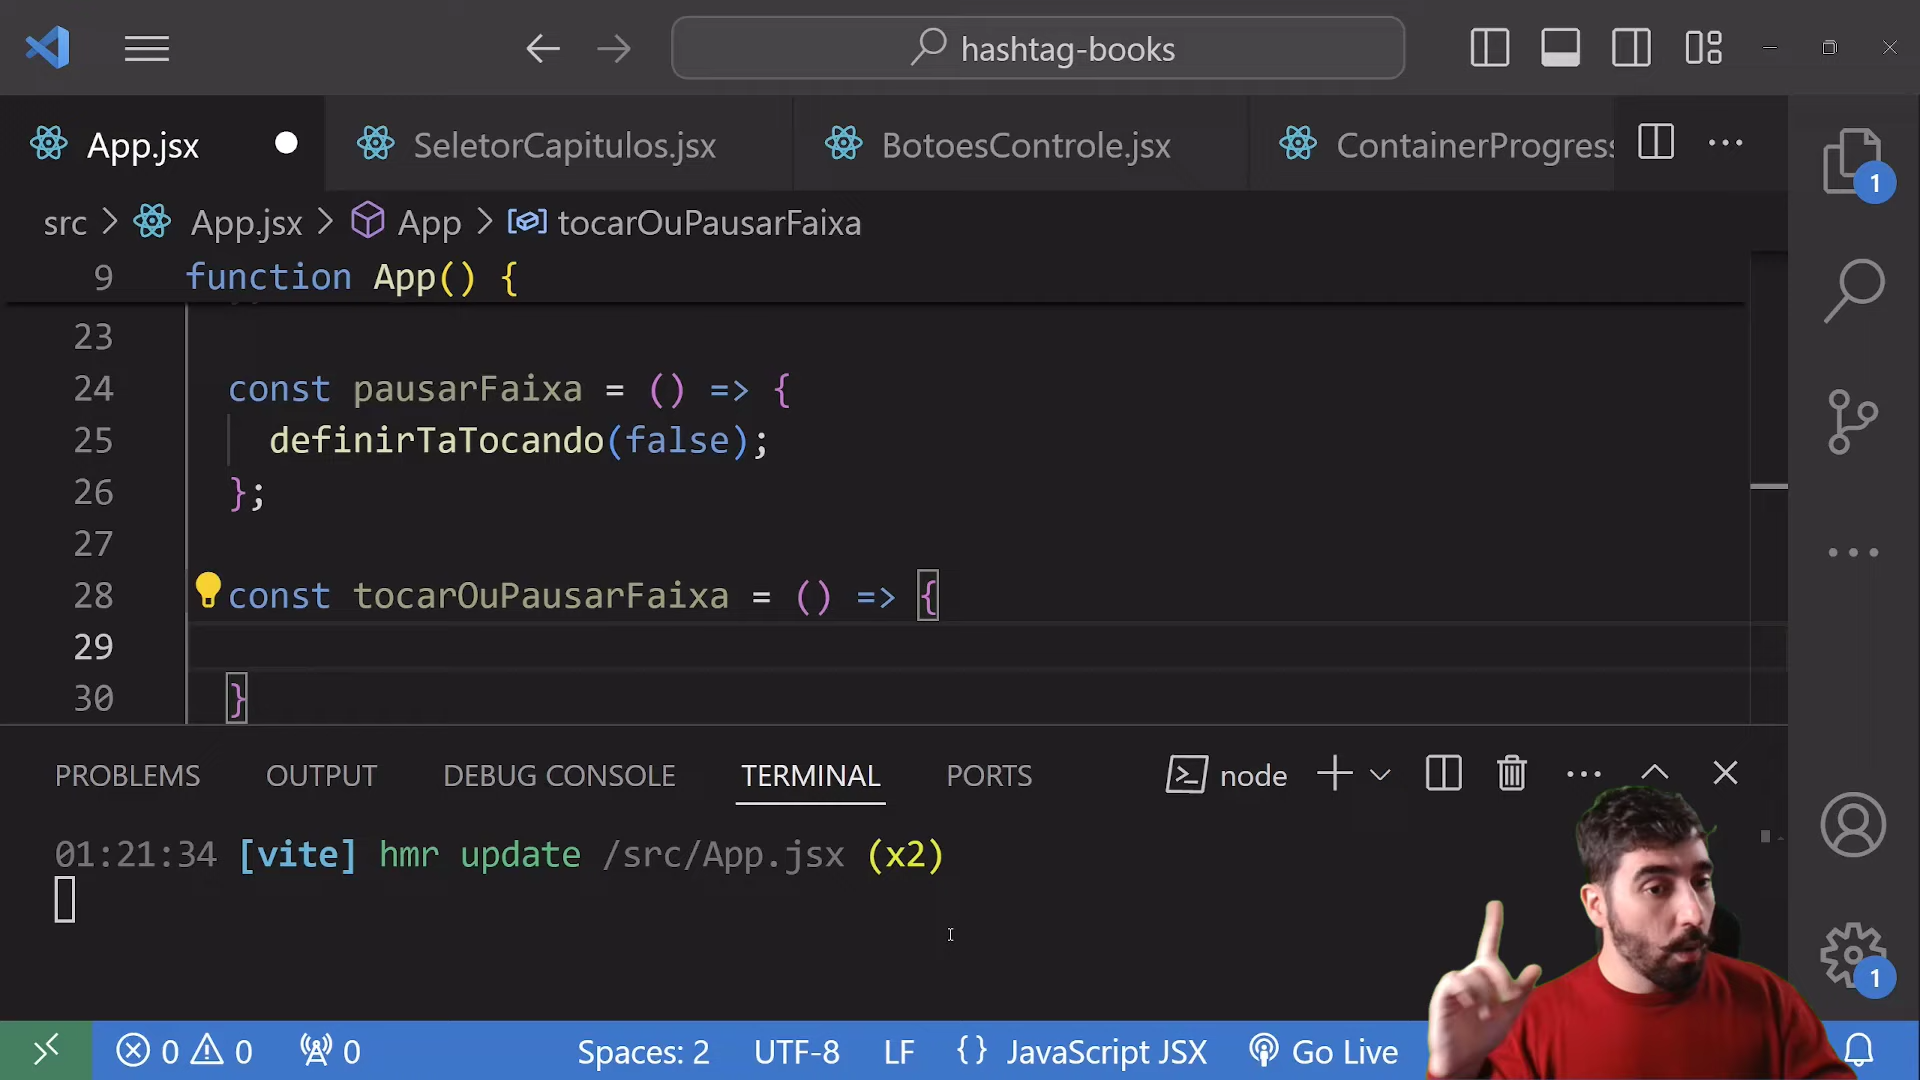 hashtag-books
App.jsx
SeletorCapitulos.jsx
BotoesControle.jsx
ContainerProgress
1
src > App.jsx > App > tocarOuPausarFaixa
9 function App() {
23
24 const pausarFaixa = () => {
25 definirTaTocando(false);
26 };
27
28 const tocarOuPausarFaixa = () => {
29
30 }
PROBLEMS OUTPUT DEBUG CONSOLE TERMINAL PORTS node
01:21:34 [vite] hmr update /src/App.jsx (x2)
1
0 0 0 Spaces: 2 UTF-8 LF {} JavaScript JSX Go Live